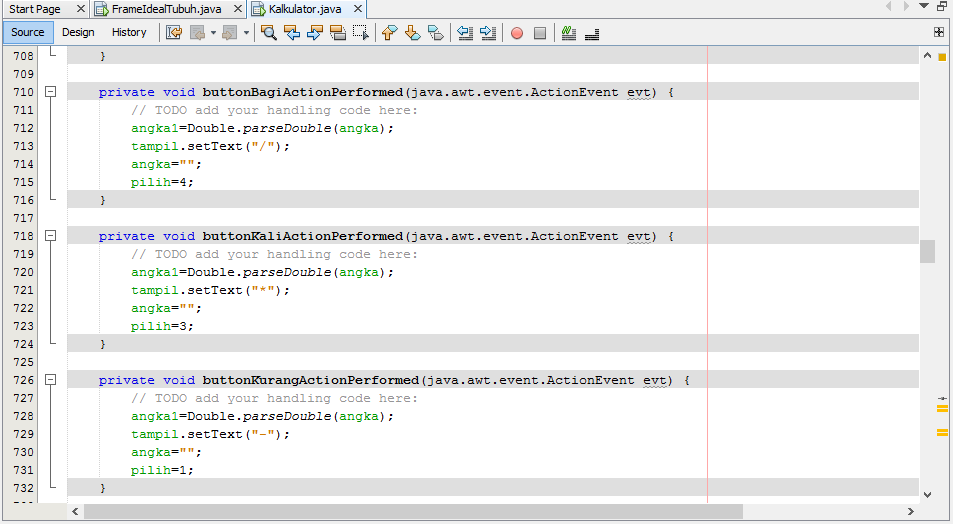 Start Page FrameIdealTubuh.java Kalkulator.java
Source Design History
708 }
709
710 private void buttonBagiActionPerformed(java.awt.event.ActionEvent evt) {
711 // TODO add your handling code here:
712 angka1=Double.parseDouble(angka);
713 tampil.setText("/");
714 angka="";
715 pilih=4;
716 }
717
718 private void buttonKaliActionPerformed(java.awt.event.ActionEvent evt) {
719 // TODO add your handling code here:
720 angka1=Double.parseDouble(angka);
721 tampil.setText("*");
722 angka="";
723 pilih=3;
724 }
725
726 private void buttonKurangActionPerformed(java.awt.event.ActionEvent evt) {
727 // TODO add your handling code here:
728 angka1=Double.parseDouble(angka);
729 tampil.setText("-");
730 angka="";
731 pilih=1;
732 }